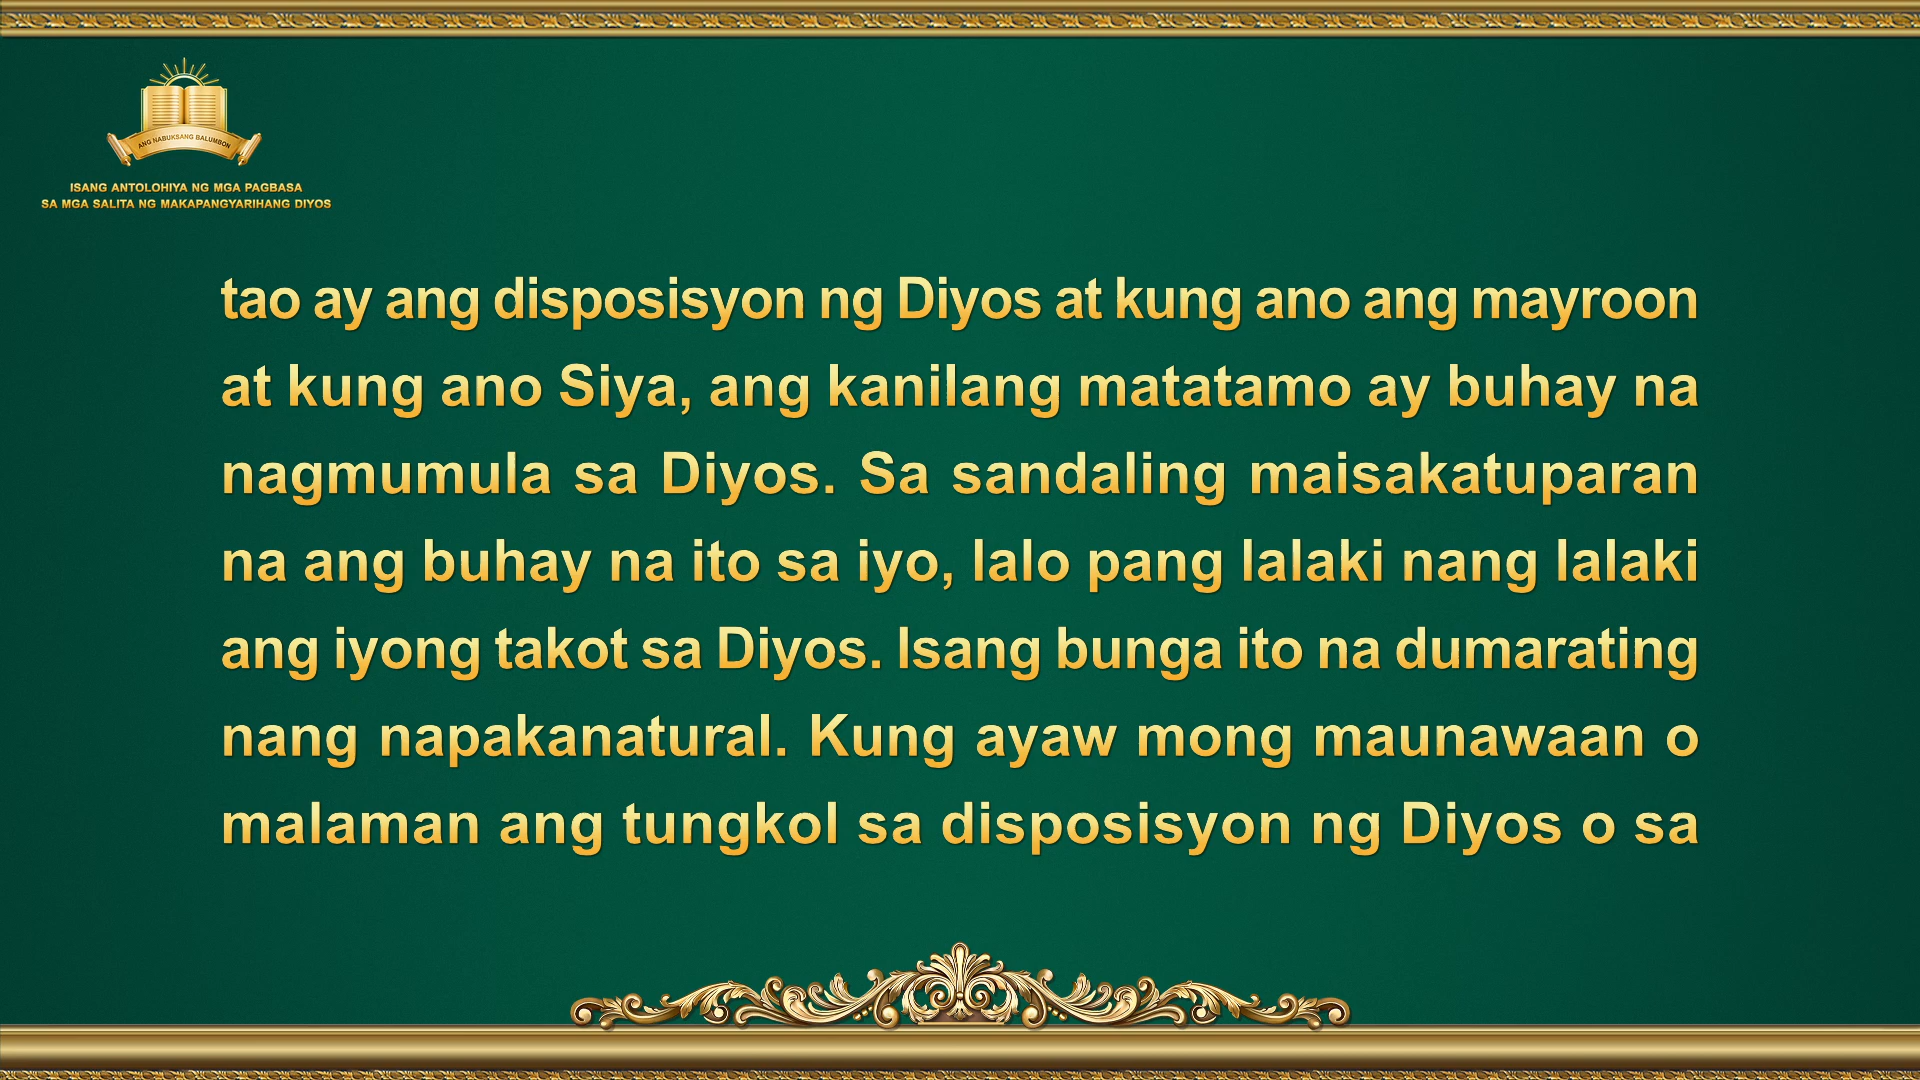 ANG NABUKSANG BALUMBON
ISANG ANTOLOHIYA NG MGA PAGBASA
SA MGA SALITA NG MAKAPANGYARIHANG DIYOS
tao ay ang disposisyon ng Diyos at kung ano ang mayroon
at kung ano Siya, ang kanilang matatamo ay buhay na
nagmumula sa Diyos. Sa sandaling maisakatuparan
na ang buhay na ito sa iyo, lalo pang lalaki nang lalaki
ang iyong takot sa Diyos. Isang bunga ito na dumarating
nang napakanatural. Kung ayaw mong maunawaan o
malaman ang tungkol sa disposisyon ng Diyos o sa